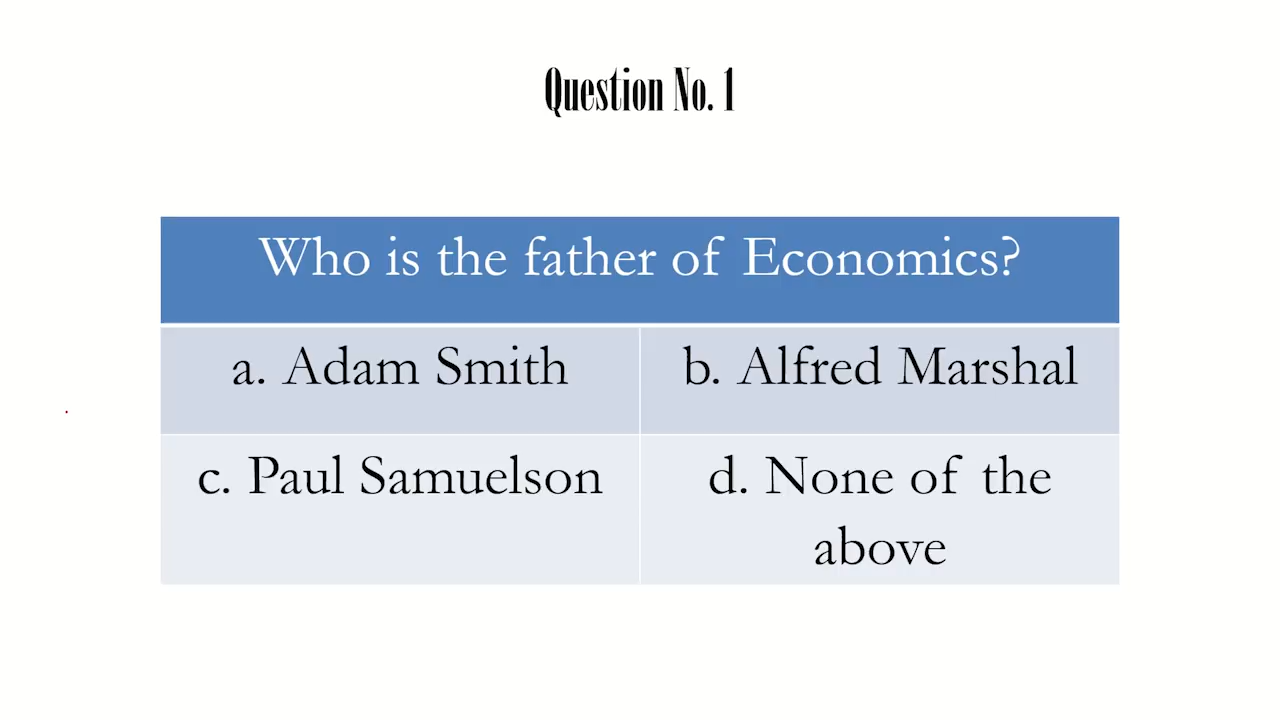 Question No. 1
Who is the father of Economics?
a. Adam Smith
b. Alfred Marshal
c. Paul Samuelson
d. None of the
above